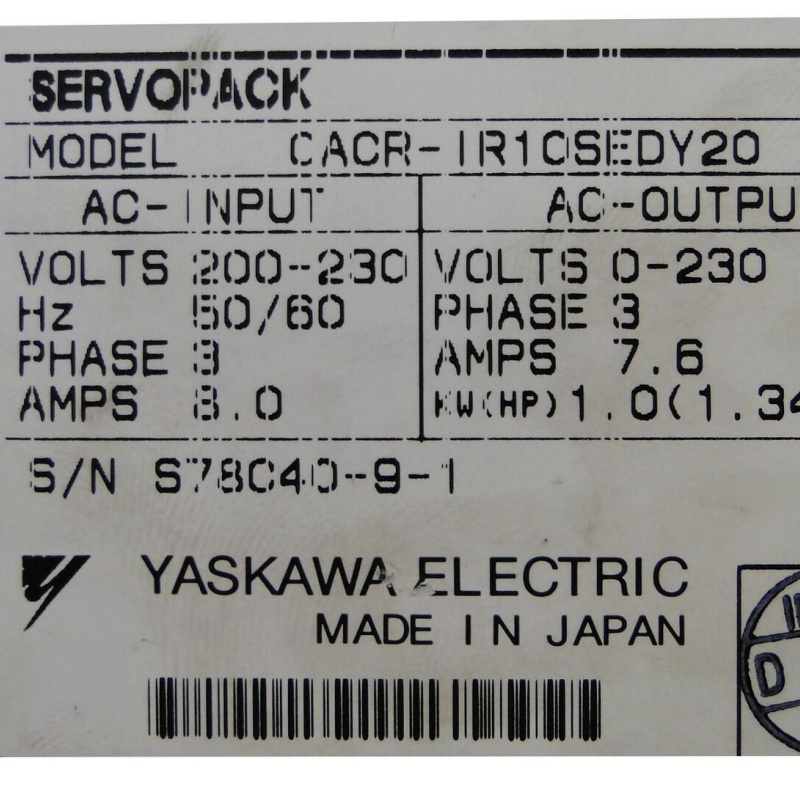 SERVOPACK
MODEL CACR-IR10SEDY20
AC-INPUT AC-OUTPU
VOLTS 200-230 VOLTS 0-230
Hz 50/60 PHASE 3
PHASE 3 AMPS 7.6
AMPS 8.0 KW(HP) 1.0(1.34
S/N S78C40-9-1
YASKAWA ELECTRIC
MADE IN JAPAN
D